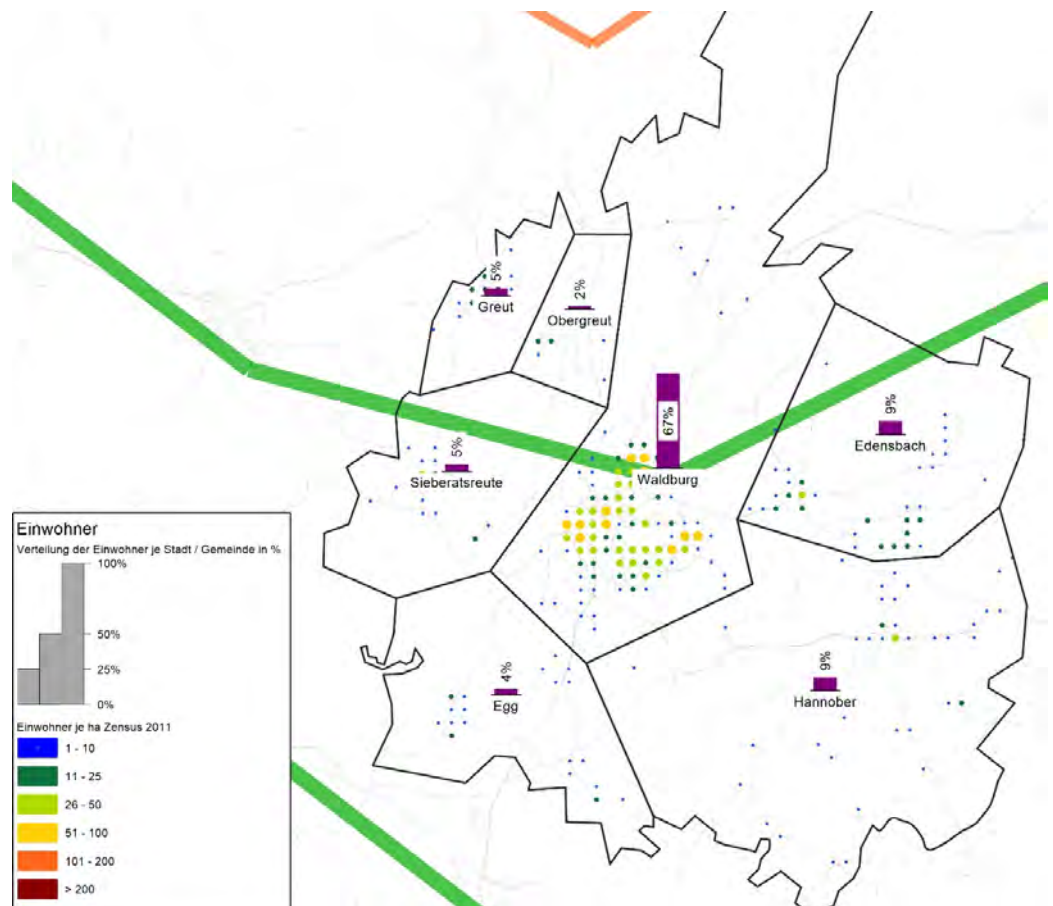 5%
Greut
2%
Obergreut
67%
Waldburg
9%
Edensbach
5%
Sieberatsreute
4%
Egg
9%
Hannober
Einwohner
Verteilung der Einwohner je Stadt / Gemeinde in %
100%
50%
25%
0%
Einwohner je ha Zensus 2011
1 - 10
11 - 25
26 - 50
51 - 100
101 - 200
> 200